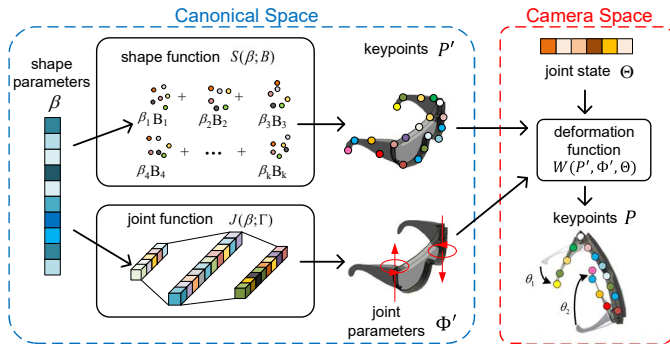 Canonical Space
Camera Space
shape parameters β
shape function S(β;B)
β₁B₁ + β₂B₂ + β₃B₃
β₄B₄ + ... + βₖBₖ
joint function J(β;Γ)
keypoints P′
joint parameters Φ′
joint state Θ
deformation function
W(P′, Φ′, Θ)
keypoints P
θ₁
θ₂